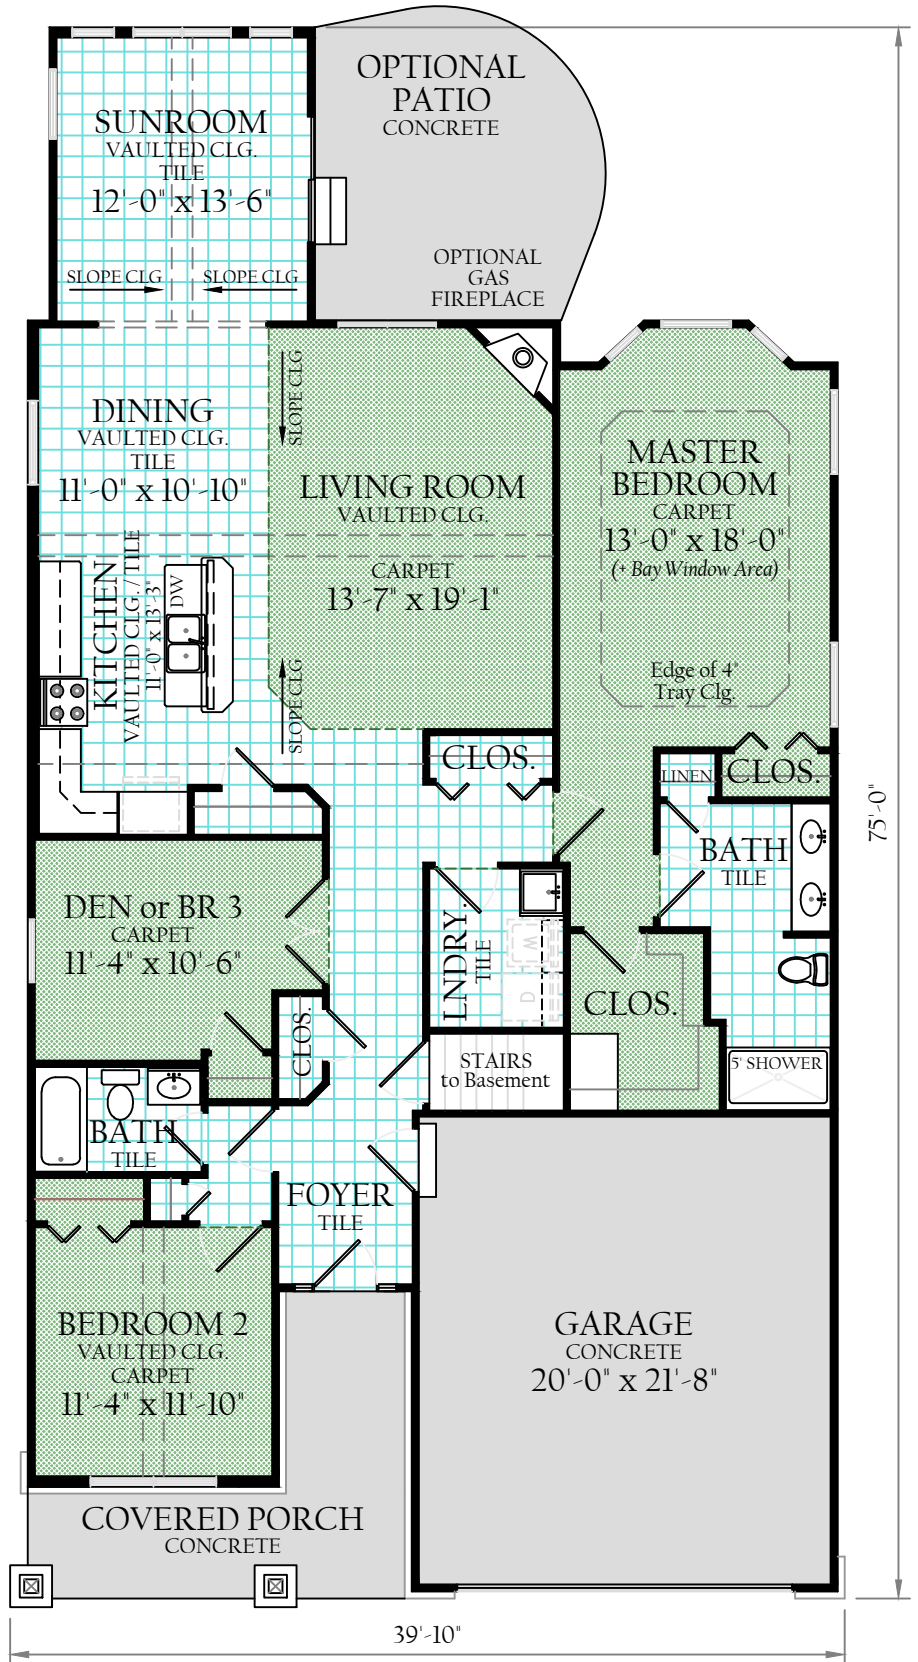 OPTIONAL
PATIO
CONCRETE
SUNROOM
VAULTED CLG.
TILE
12'-0" x 13'-6"
SLOPE CLG
SLOPE CLG
OPTIONAL
GAS
FIREPLACE
SLOPE CLG
DINING
VAULTED CLG.
TILE
11'-0" x 10'-10"
LIVING ROOM
VAULTED CLG.
CARPET
13'-7" x 19'-1"
SLOPE CLG
MASTER
BEDROOM
CARPET
13'-0" x 18'-0"
(+ Bay Window Area)
Edge of 4"
Tray Clg.
KITCHEN
VAULTED CLG. / TILE
11'-0" x 13'-3"
DW
CLOS.
LINEN
CLOS.
75'-0"
BATH
TILE
DEN or BR 3
CARPET
11'-4" x 10'-6"
LNDRY.
TILE
W
D
CLOS.
CLOS.
STAIRS
to Basement
5' SHOWER
BATH
TILE
FOYER
TILE
BEDROOM 2
VAULTED CLG.
CARPET
11'-4" x 11'-10"
GARAGE
CONCRETE
20'-0" x 21'-8"
COVERED PORCH
CONCRETE
39'-10"